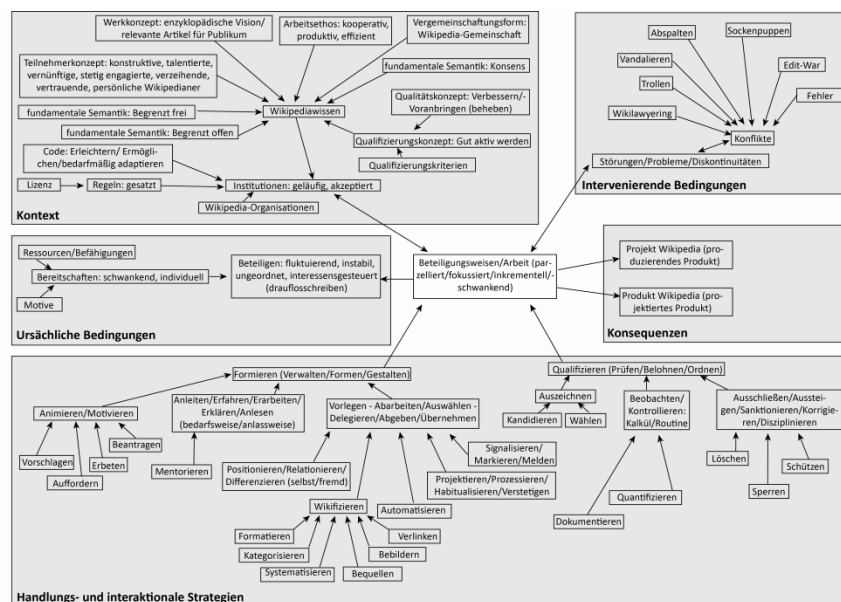 Werkkonzept: enzyklopädische Vision/
relevante Artikel für Publikum
Arbeitsethos: kooperativ,
produktiv, effizient
Vergemeinschaftungsform:
Wikipedia-Gemeinschaft
Teilnehmerkonzept: konstruktive, talentierte,
vernünftige, stetig engagierte, verzeihende,
vertrauende, persönliche Wikipedianer
fundamentale Semantik: Konsens
fundamentale Semantik: Begrenzt frei
Wikipediawissen
Qualitätskonzept: Verbessern/-
Voranbringen (beheben)
fundamentale Semantik: Begrenzt offen
Qualifizierungskonzept: Gut aktiv werden
Code: Erleichtern/ Ermögli-
chen/bedarfmäßig adaptieren
Qualifizierungskriterien
Lizenz
Regeln: gesatzt
Institutionen: geläufig, akzeptiert
Wikipedia-Organisationen
Kontext
Abspalten
Sockenpuppen
Vandalieren
Edit-War
Trollen
Fehler
Wikilawyering
Konflikte
Störungen/Probleme/Diskontinuitäten
Intervenierende Bedingungen
Ressourcen/Befähigungen
Bereitschaften: schwankend, individuell
Motive
Beteiligen: fluktuierend, instabil,
ungeordnet, interessensgesteuert
(drauflosschreiben)
Ursächliche Bedingungen
Beteiligungsweisen/Arbeit (par-
zelliert/fokussiert/inkrementell/-
schwankend)
Projekt Wikipedia (pro-
duzierendes Produkt)
Produkt Wikipedia (pro-
jektiertes Produkt)
Konsequenzen
Formieren (Verwalten/Formen/Gestalten)
Qualifizieren (Prüfen/Belohnen/Ordnen)
Animieren/Motivieren
Anleiten/Erfahren/Erarbeiten/
Erklären/Anlesen
(bedarfsweise/anlassweise)
Vorlegen - Abarbeiten/Auswählen -
Delegieren/Abgeben/Übernehmen
Auszeichnen
Kandidieren
Wählen
Beobachten/
Kontrollieren:
Kalkül/Routine
Ausschließen/Ausstei-
gen/Sanktionieren/Korrigie-
ren/Disziplinieren
Vorschlagen
Auffordern
Erbeten
Beantragen
Mentorieren
Positionieren/Relationieren/
Differenzieren (selbst/fremd)
Signalisieren/
Markieren/Melden
Projektieren/Prozessieren/
Habitualisieren/Verstetigen
Löschen
Sperren
Schützen
Wikifizieren
Automatisieren
Quantifizieren
Dokumentieren
Formatieren
Verlinken
Kategorisieren
Bebildern
Systematisieren
Bequellen
Handlungs- und interaktionale Strategien